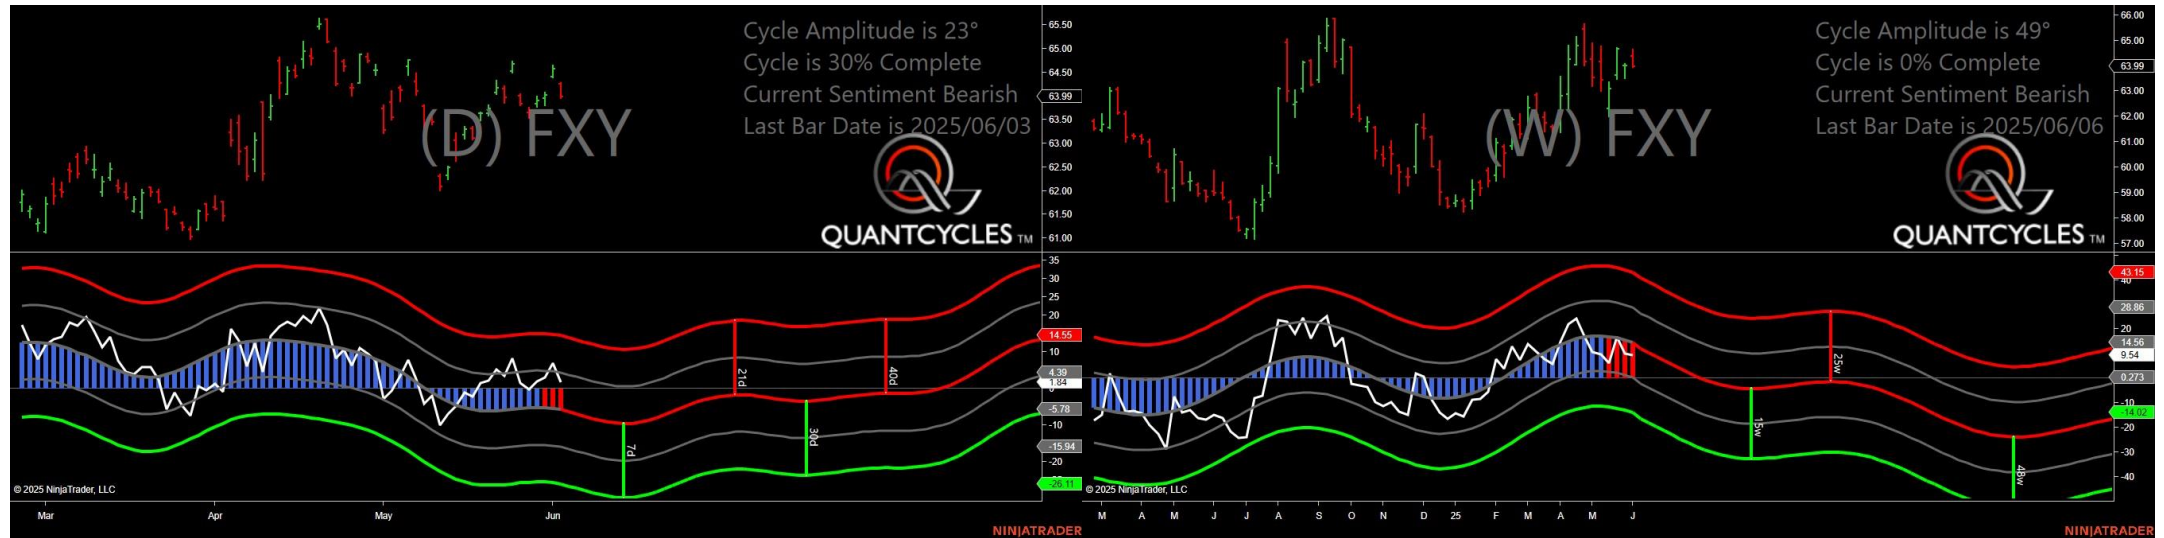 Cycle Amplitude is 23°
Cycle is 30% Complete
Current Sentiment Bearish
Last Bar Date is 2025/06/03
(D) FXY
QUANTCYCLES TM
65.50
65.00
64.50
63.99
63.50
63.00
62.50
62.00
61.50
61.00
35
30
25
20
14.55
10
4.39
1.84
-5.78
-10
-15.94
-20
-26.11
7d
21d
30d
40d
© 2025 NinjaTrader, LLC
Mar Apr May Jun
NINJATRADER
Cycle Amplitude is 49°
Cycle is 0% Complete
Current Sentiment Bearish
Last Bar Date is 2025/06/06
(W) FXY
QUANTCYCLES TM
66.00
65.00
63.99
63.00
62.00
61.00
60.00
59.00
58.00
57.00
43.15
40
28.86
20
14.56
9.54
0.273
-10
-14.02
-20
-30
-40
15w
25w
48w
© 2025 NinjaTrader, LLC
M A M J J A S O N D 25 F M A M J
NINJATRADER